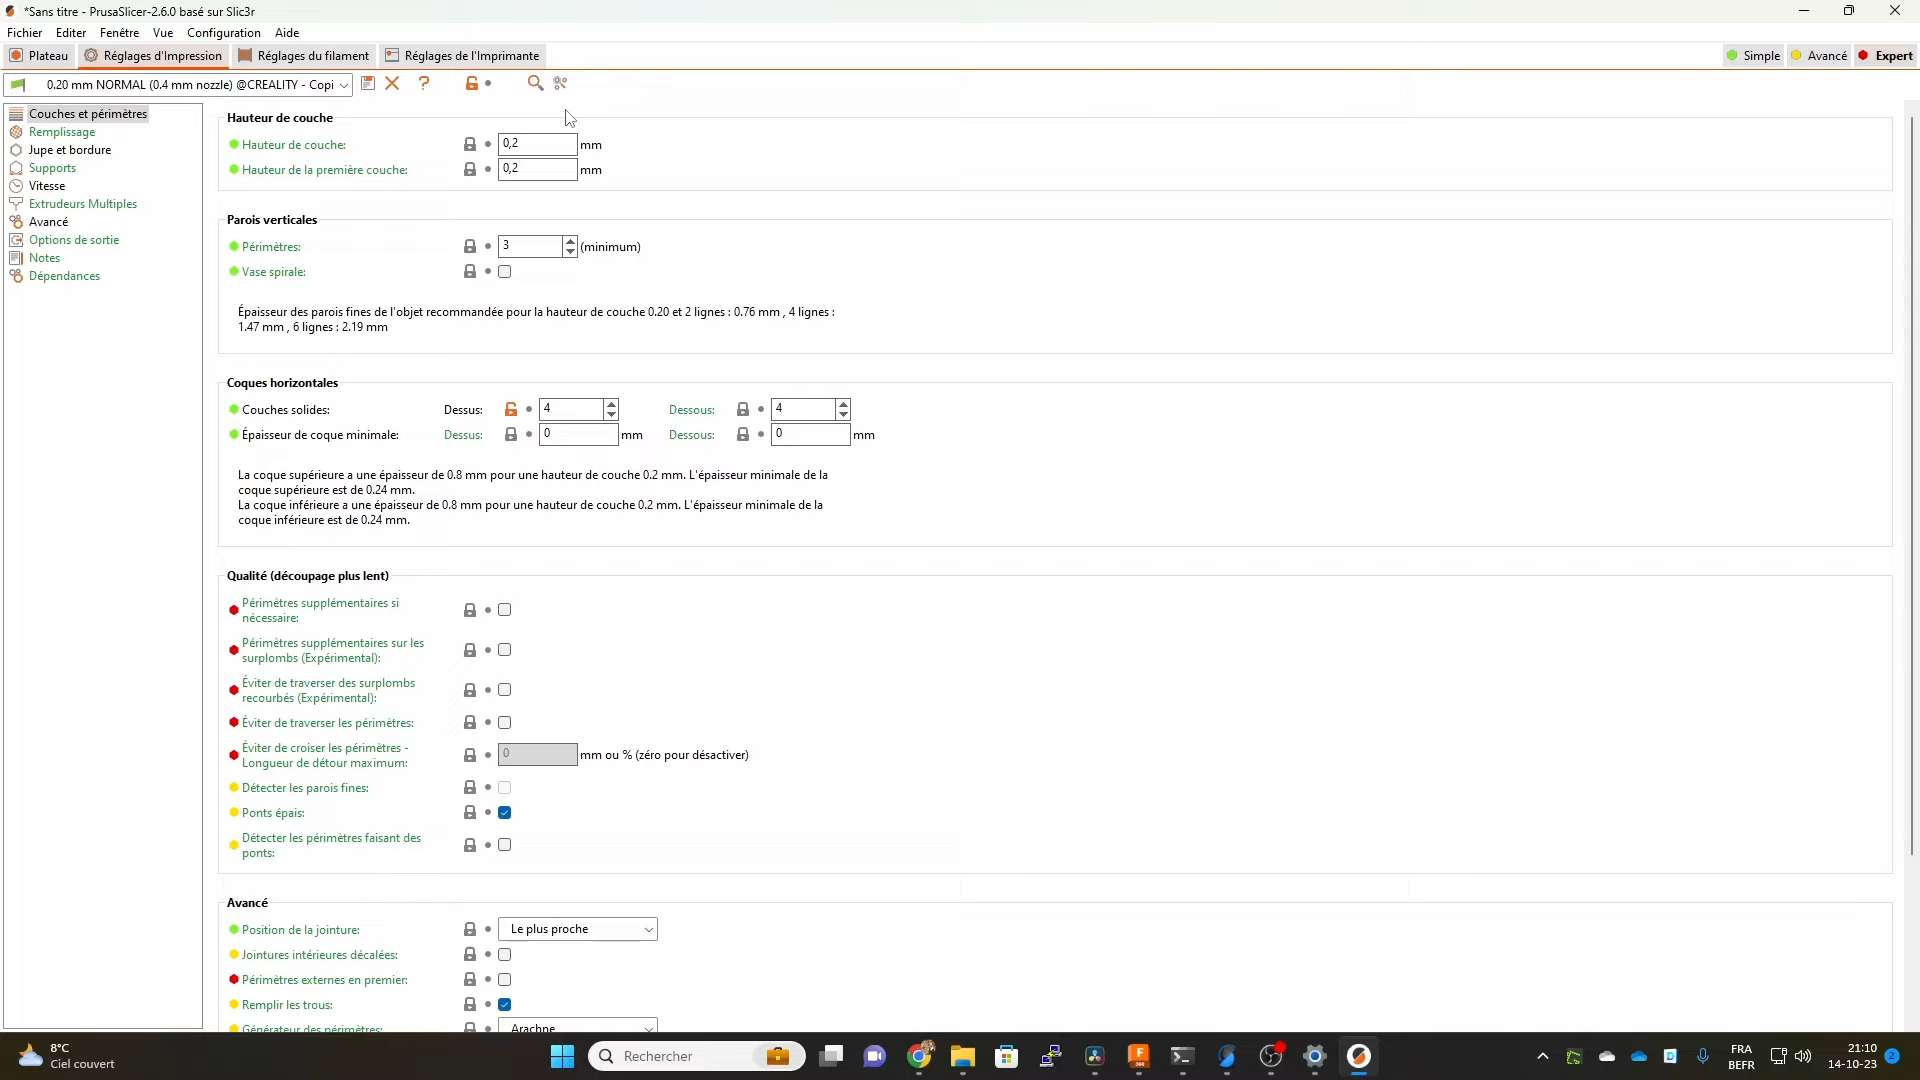 *Sans titre - PrusaSlicer-2.6.0 basé sur Slic3r
Fichier Editer Fenêtre Vue Configuration Aide
Plateau Réglages d'Impression Réglages du filament Réglages de l'Imprimante Simple Avancé Expert
0.20 mm NORMAL (0.4 mm nozzle) @CREALITY - Copi
Couches et périmètres
Remplissage
Jupe et bordure
Supports
Vitesse
Extrudeurs Multiples
Avancé
Options de sortie
Notes
Dépendances
Hauteur de couche
Hauteur de couche: 0,2 mm
Hauteur de la première couche: 0,2 mm
Parois verticales
Périmètres: 3 (minimum)
Vase spirale:
Épaisseur des parois fines de l'objet recommandée pour la hauteur de couche 0.20 et 2 lignes : 0.76 mm , 4 lignes :
1.47 mm , 6 lignes : 2.19 mm
Coques horizontales
Couches solides: Dessus: 4 Dessous: 4
Épaisseur de coque minimale: Dessus: 0 mm Dessous: 0 mm
La coque supérieure a une épaisseur de 0.8 mm pour une hauteur de couche 0.2 mm. L'épaisseur minimale de la
coque supérieure est de 0.24 mm.
La coque inférieure a une épaisseur de 0.8 mm pour une hauteur de couche 0.2 mm. L'épaisseur minimale de la
coque inférieure est de 0.24 mm.
Qualité (découpage plus lent)
Périmètres supplémentaires si
nécessaire:
Périmètres supplémentaires sur les
surplombs (Expérimental):
Éviter de traverser des surplombs
recourbés (Expérimental):
Éviter de traverser les périmètres:
Éviter de croiser les périmètres -
Longueur de détour maximum: 0 mm ou % (zéro pour désactiver)
Détecter les parois fines:
Ponts épais:
Détecter les périmètres faisant des
ponts:
Avancé
Position de la jointure: Le plus proche
Jointures intérieures décalées:
Périmètres externes en premier:
Remplir les trous:
Générateur des périmètres: Arachne
8°C
Ciel couvert
Rechercher
FRA
BEFR
21:10
14-10-23
2